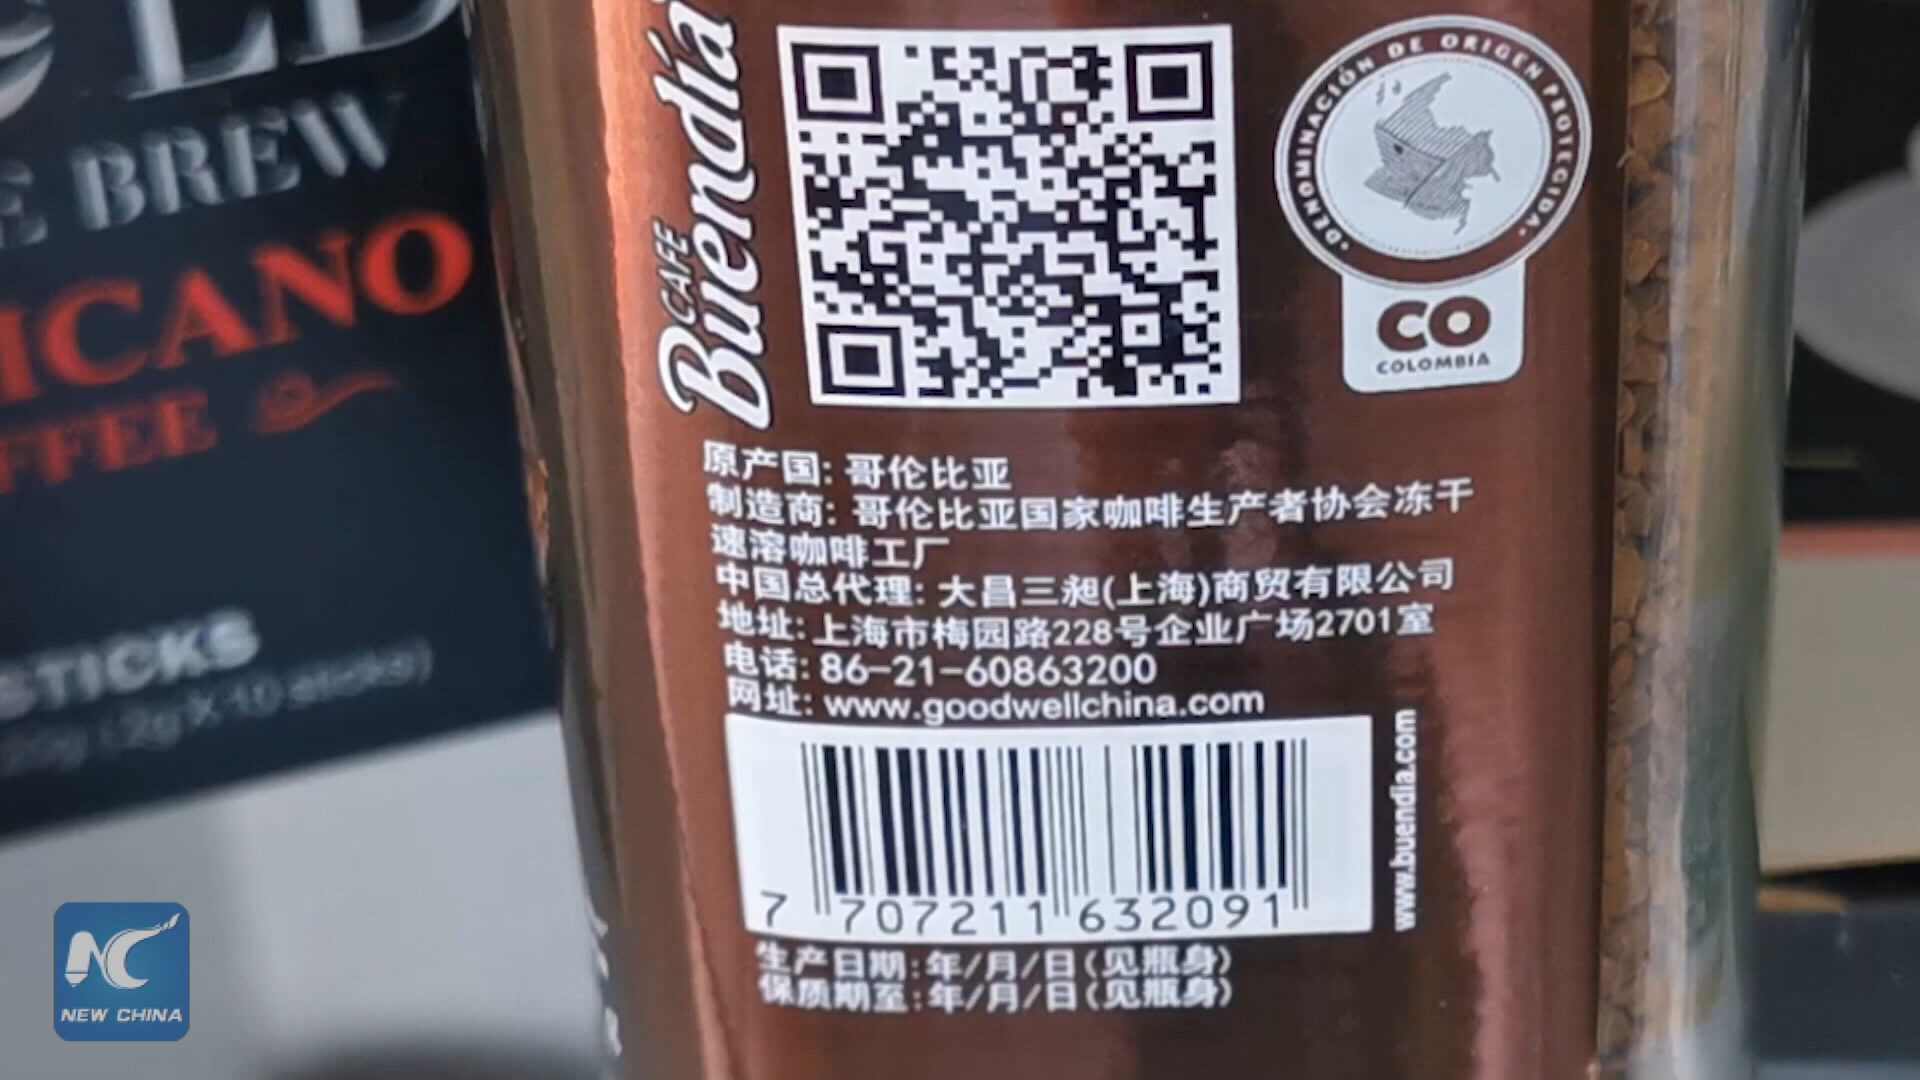 BREW
ICANO
FFEE
STICKS
20g (2gX10 sticks)
CAFE
Buendía
DENOMINACIÓN DE ORIGEN PROTEGIDA
CO
COLOMBIA
原产国: 哥伦比亚
制造商: 哥伦比亚国家咖啡生产者协会冻干
速溶咖啡工厂
中国总代理: 大昌三昶(上海)商贸有限公司
地址: 上海市梅园路228号企业广场2701室
电话: 86-21-60863200
网址: www.goodwellchina.com
www.buendia.com
7 707211 632091
生产日期: 年/月/日(见瓶身)
保质期至: 年/月/日(见瓶身)
NC
NEW CHINA